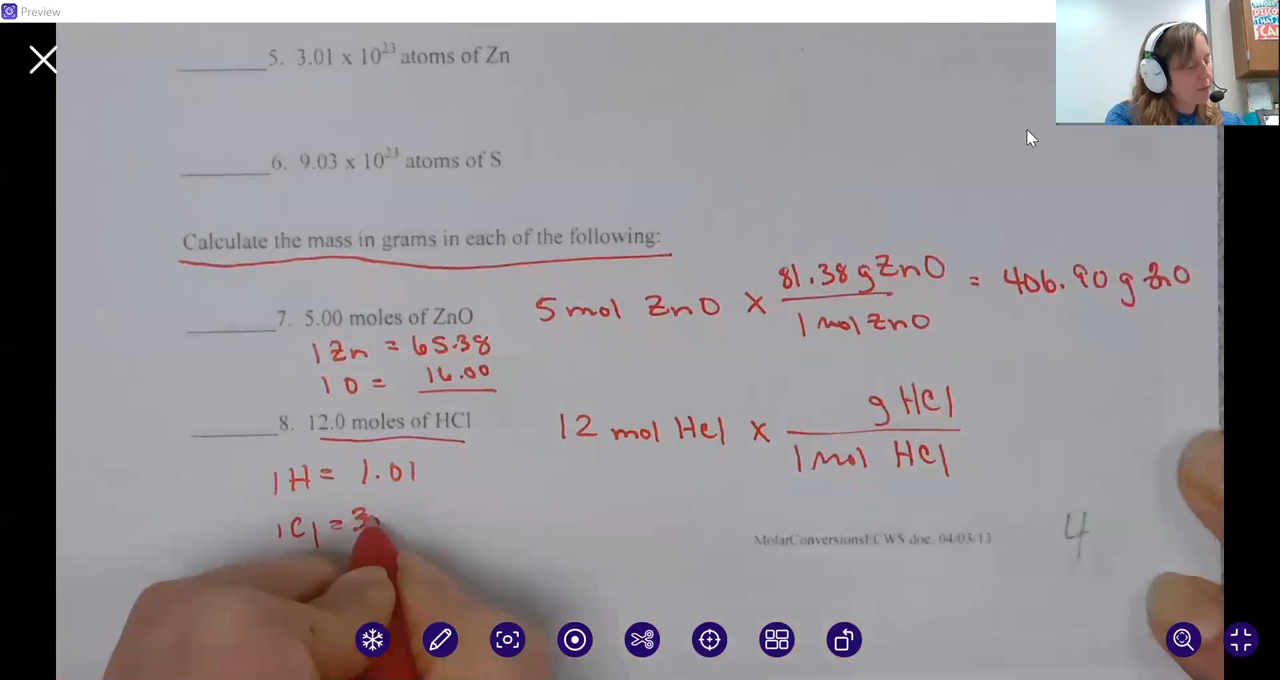 Preview
5. 3.01 x 10²³ atoms of Zn
6. 9.03 x 10²³ atoms of S
Calculate the mass in grams in each of the following:
7. 5.00 moles of ZnO
1 Zn = 65.38
1 O = 16.00
5 mol ZnO x 81.38 g ZnO / 1 mol ZnO = 406.90 g ZnO
8. 12.0 moles of HCl
12 mol HCl x g HCl / 1 mol HCl
1 H = 1.01
1 Cl = 3
MolarConversionsECWS doc. 04/03/13
4